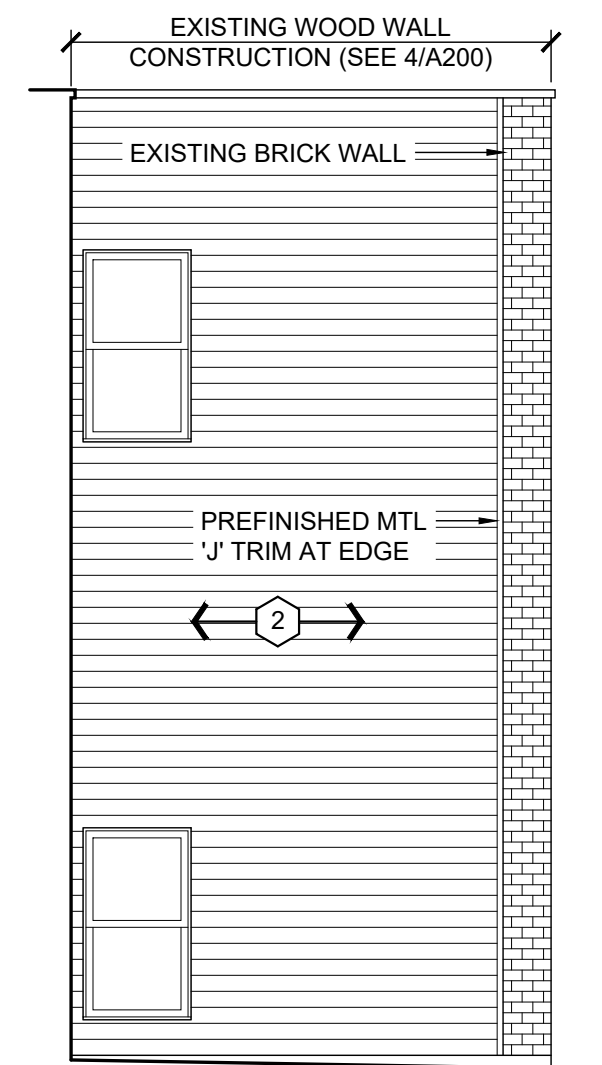 EXISTING WOOD WALL
CONSTRUCTION (SEE 4/A200)
EXISTING BRICK WALL
PREFINISHED MTL
'J' TRIM AT EDGE
2